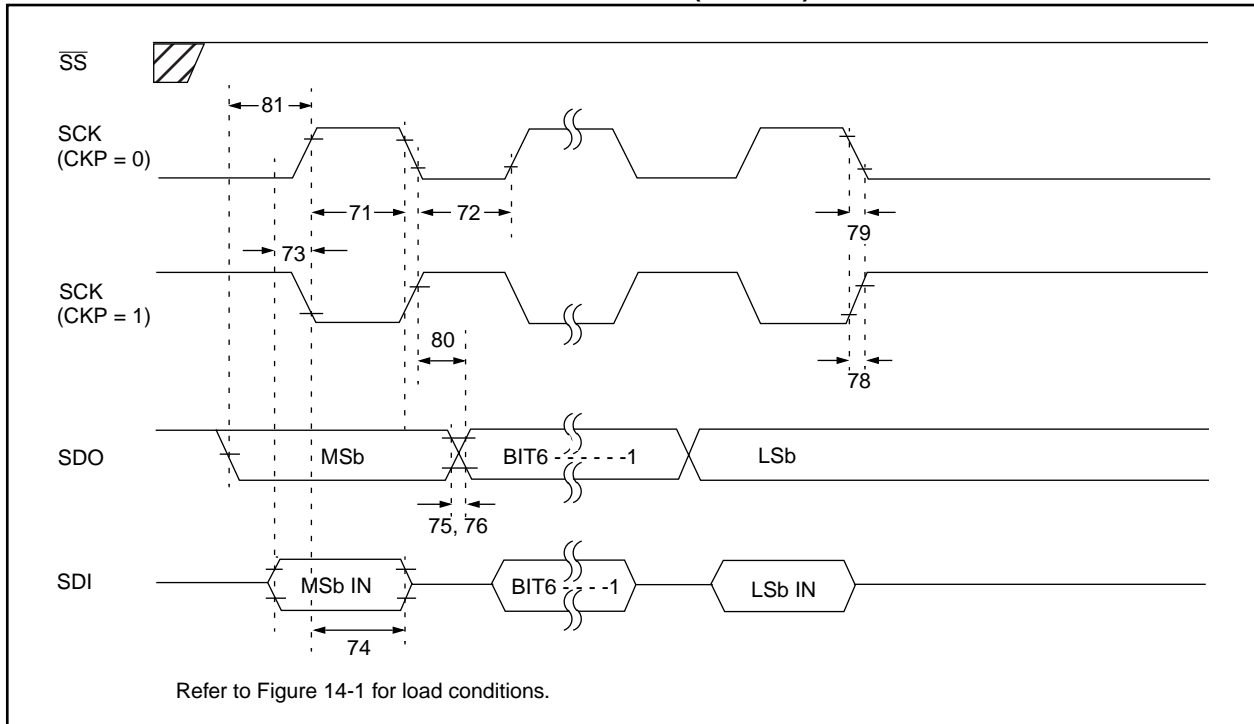 SS
81
SCK
(CKP = 0)
71
72
79
73
SCK
(CKP = 1)
80
78
SDO
MSb
BIT6 - - - - - -1
LSb
75, 76
SDI
MSb IN
BIT6 - - - -1
LSb IN
74
Refer to Figure 14-1 for load conditions.